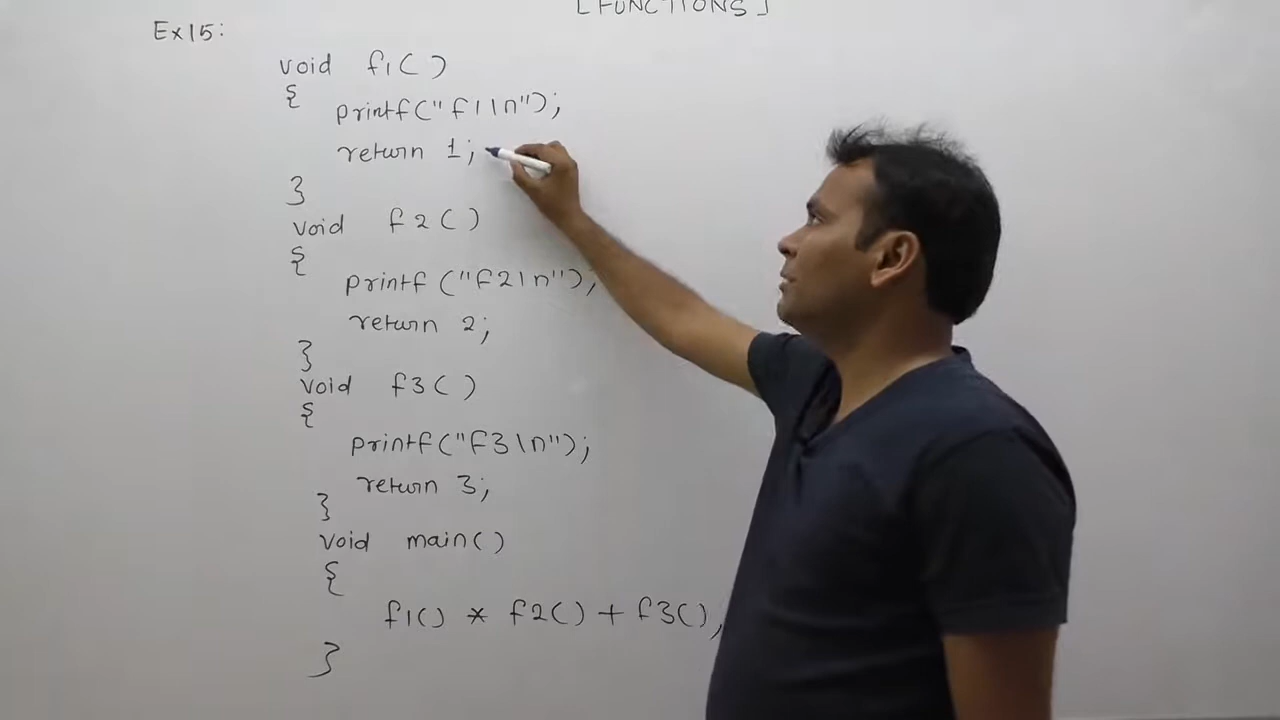 [FUNCTIONS]
Ex15:
void f1()
{
printf("f1\n");
return 1;
}
void f2()
{
printf("f2\n");
return 2;
}
void f3()
{
printf("f3\n");
return 3;
}
void main()
{
f1() * f2() + f3();
}